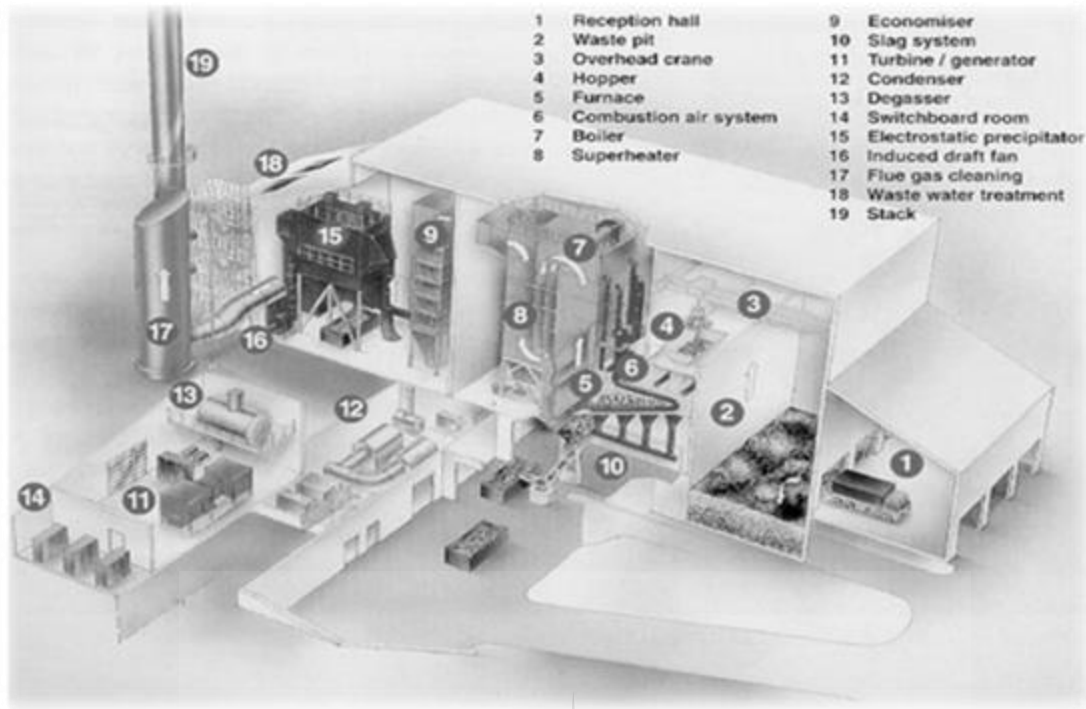 1 Reception hall
2 Waste pit
3 Overhead crane
4 Hopper
5 Furnace
6 Combustion air system
7 Boiler
8 Superheater
9 Economiser
10 Slag system
11 Turbine / generator
12 Condenser
13 Degasser
14 Switchboard room
15 Electrostatic precipitator
16 Induced draft fan
17 Flue gas cleaning
18 Waste water treatment
19 Stack
19
18
15
9
7
3
8
4
17
16
6
5
2
13
12
1
10
14
11